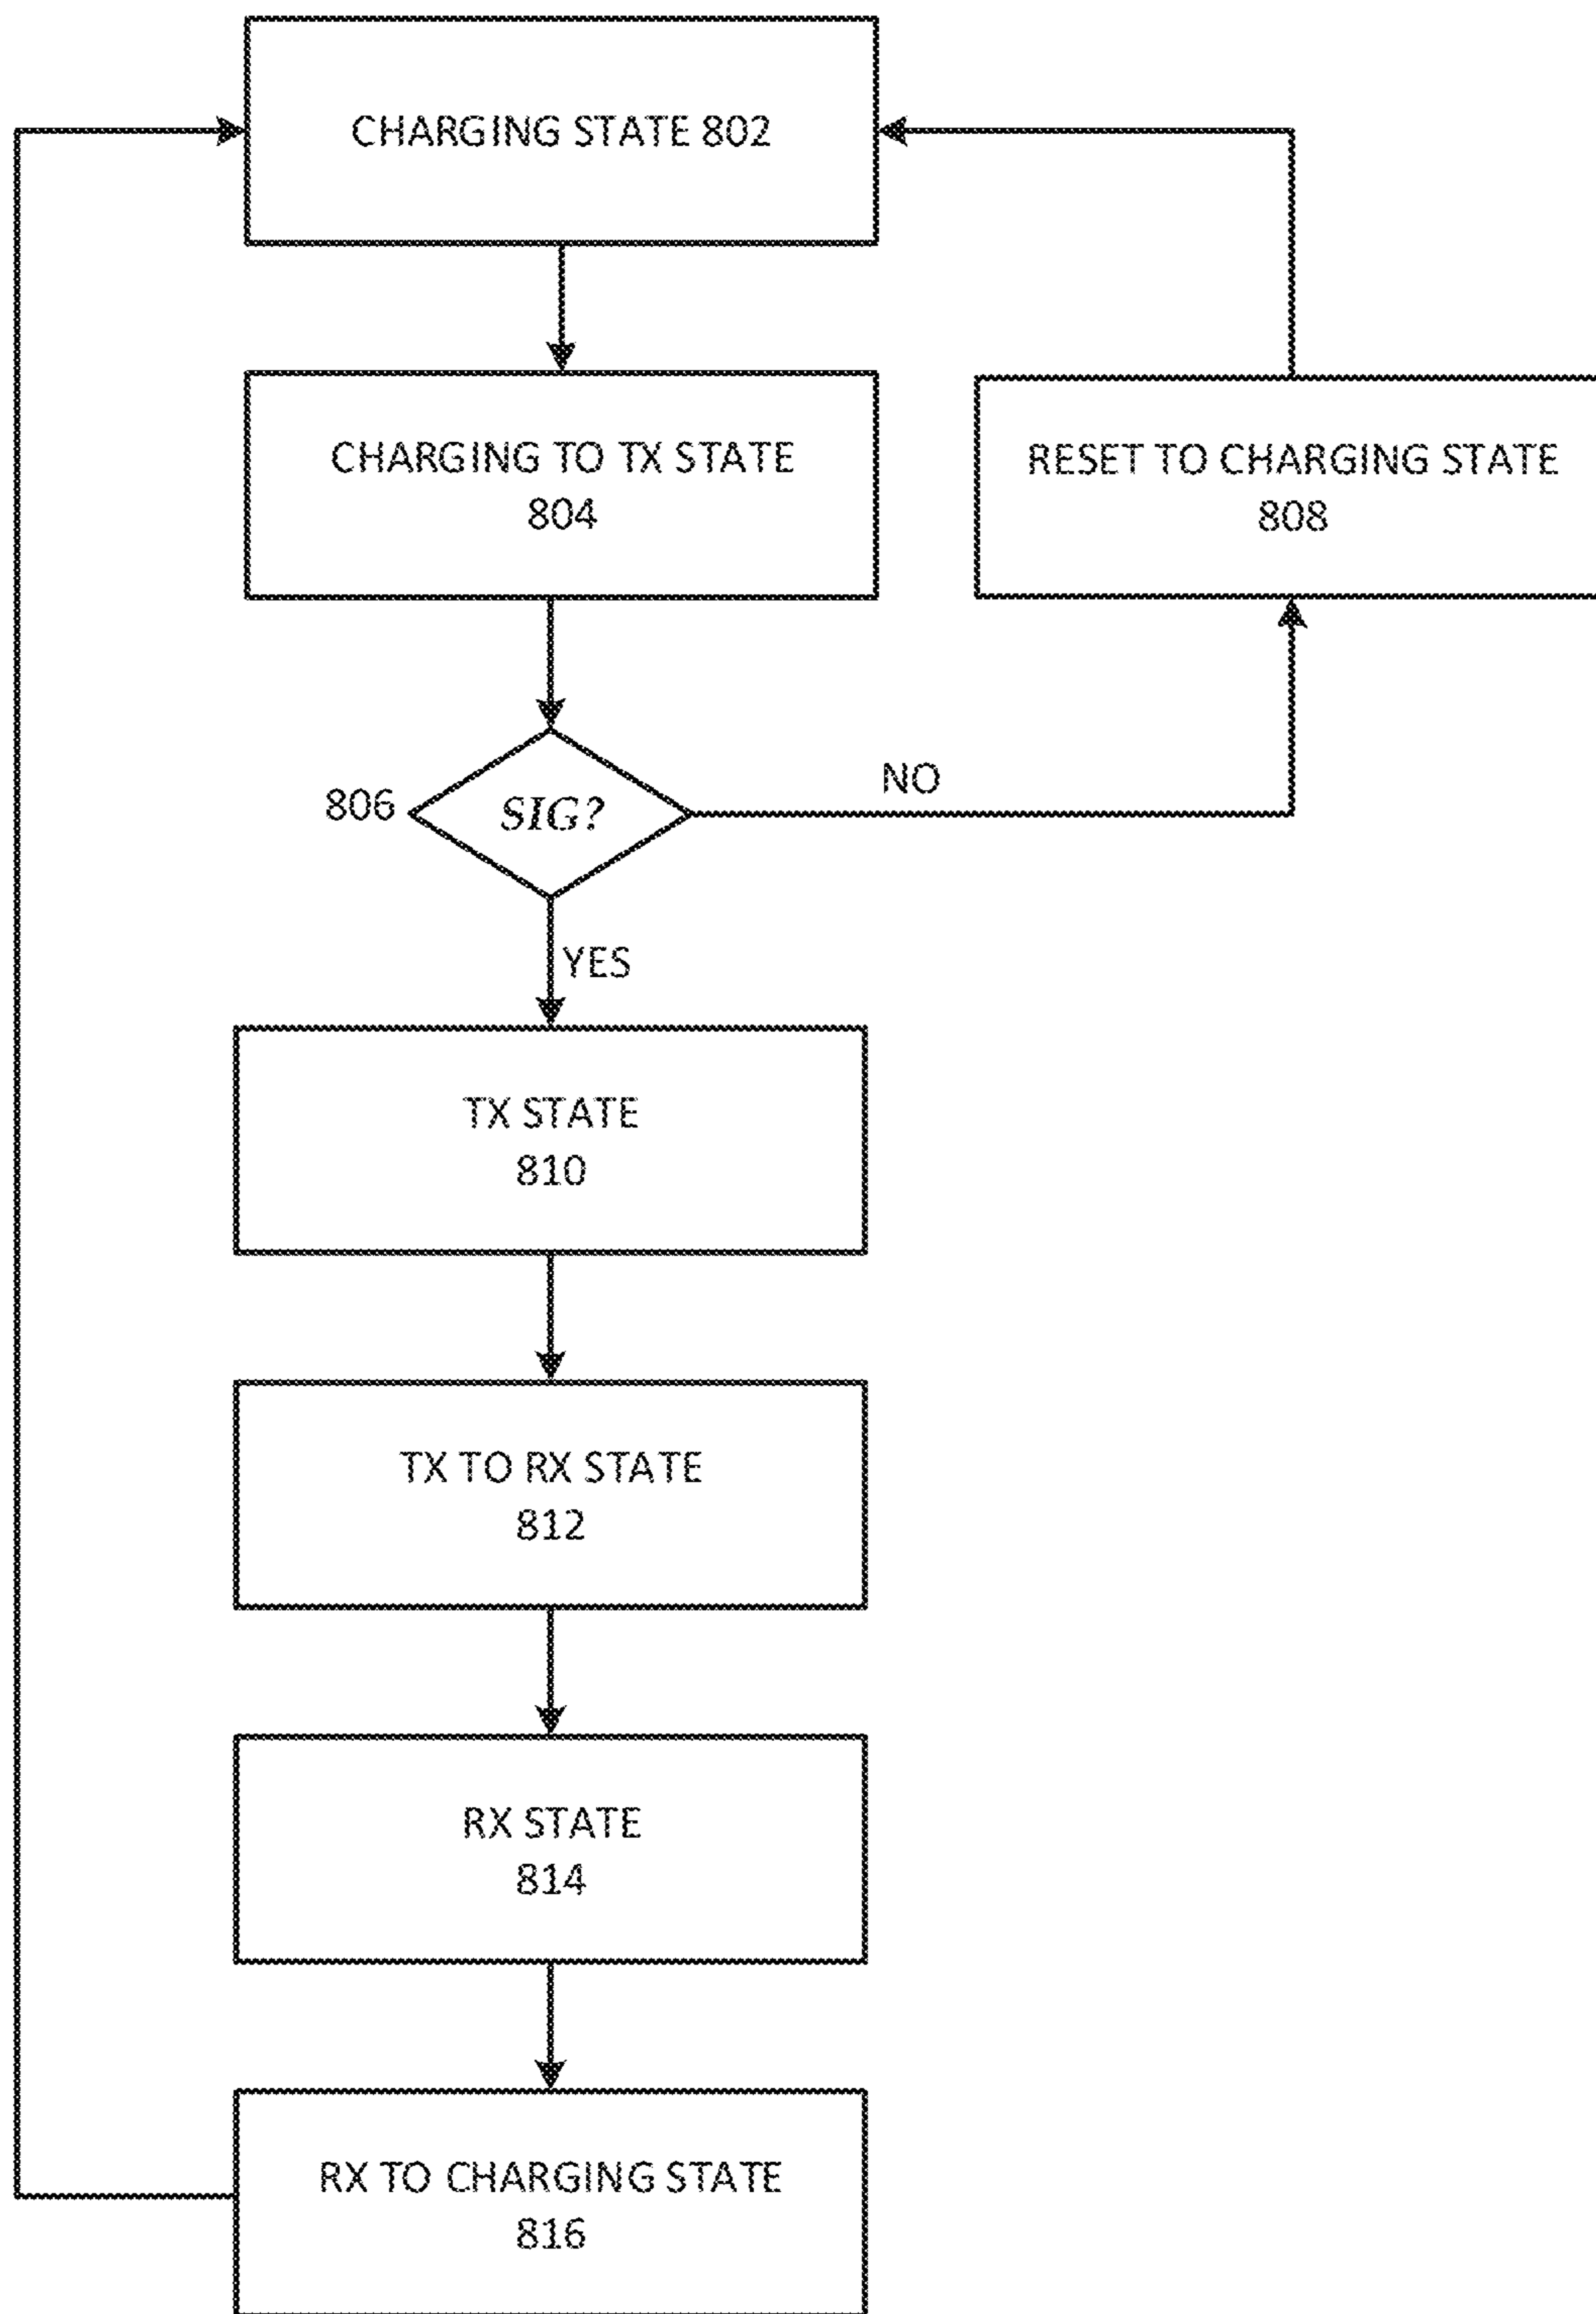 CHARGING STATE 802
CHARGING TO TX STATE
804
RESET TO CHARGING STATE
808
806
SIG?
NO
YES
TX STATE
810
TX TO RX STATE
812
RX STATE
814
RX TO CHARGING STATE
816